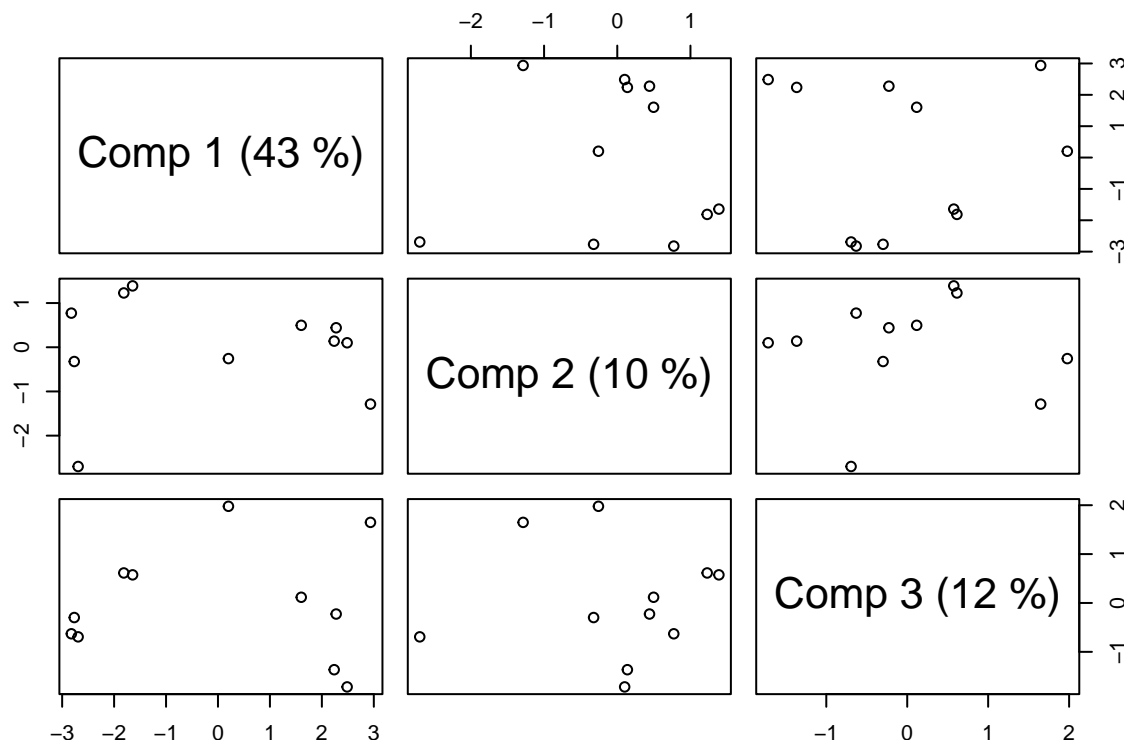 −2 −1 0 1
Comp 1 (43 %)
−3 −1 1 2 3
−2 −1 0 1
Comp 2 (10 %)
Comp 3 (12 %)
−1 0 1 2
−3 −2 −1 0 1 2 3
−1 0 1 2